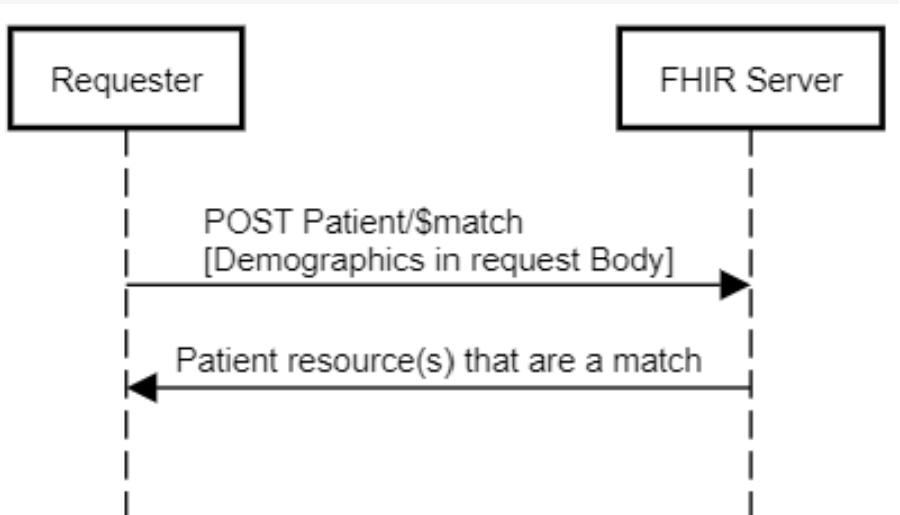 Requester
FHIR Server
POST Patient/$match
[Demographics in request Body]
Patient resource(s) that are a match